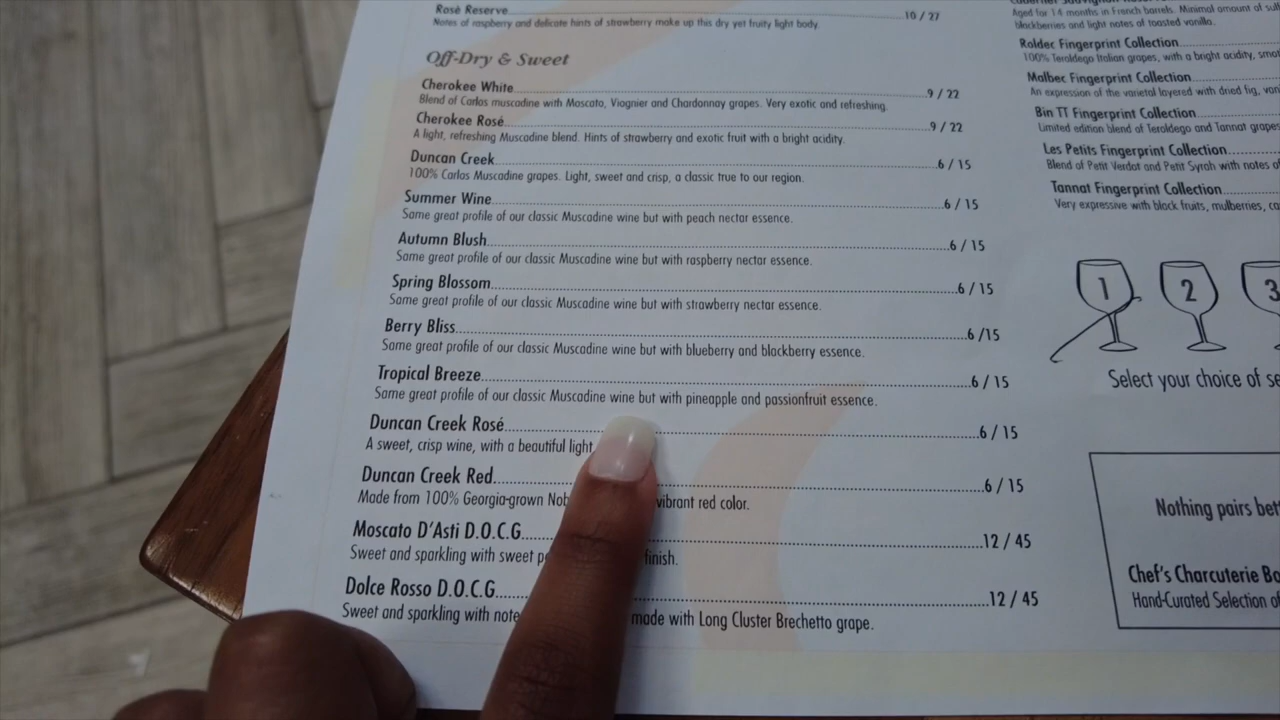 Rosé Reserve 10 / 27
Notes of raspberry and delicate hints of strawberry make up this dry yet fruity light body.
Off-Dry & Sweet
Cherokee White 9 / 22
Blend of Carlos muscadine with Moscato, Viognier and Chardonnay grapes. Very exotic and refreshing.
Cherokee Rosé 9 / 22
A light, refreshing Muscadine blend. Hints of strawberry and exotic fruit with a bright acidity.
Duncan Creek 6 / 15
100% Carlos Muscadine grapes. Light, sweet and crisp, a classic true to our region.
Summer Wine 6 / 15
Same great profile of our classic Muscadine wine but with peach nectar essence.
Autumn Blush 6 / 15
Same great profile of our classic Muscadine wine but with raspberry nectar essence.
Spring Blossom 6 / 15
Same great profile of our classic Muscadine wine but with strawberry nectar essence.
Berry Bliss 6 /15
Same great profile of our classic Muscadine wine but with blueberry and blackberry essence.
Tropical Breeze 6 / 15
Same great profile of our classic Muscadine wine but with pineapple and passionfruit essence.
Duncan Creek Rosé 6 / 15
A sweet, crisp wine, with a beautiful light
Duncan Creek Red 6 / 15
Made from 100% Georgia-grown vibrant red color.
Moscato D'Asti D.O.C.G. 12 / 45
Sweet and sparkling with sweet finish.
Dolce Rosso D.O.C.G. 12 / 45
Sweet and sparkling with made with Long Cluster Brechetto grape.
Aged for 14 months in French barrels. Minimal amount of
blackberries and light notes of toasted vanilla.
Roldec Fingerprint Collection
100% Teroldego Italian grapes, with a bright acidity,
Malbec Fingerprint Collection
An expression of the varietal layered with dried fig,
Bin TT Fingerprint Collection
Limited edition blend of Teroldego and Tannat
Les Petits Fingerprint Collection
Blend of Petit Verdot and Petit Syrah with notes
Tannat Fingerprint Collection
Very expressive with black fruits, mulberries,
1 2 3
Select your choice of
Nothing pairs
Chef's Charcuterie
Hand-Curated Selection